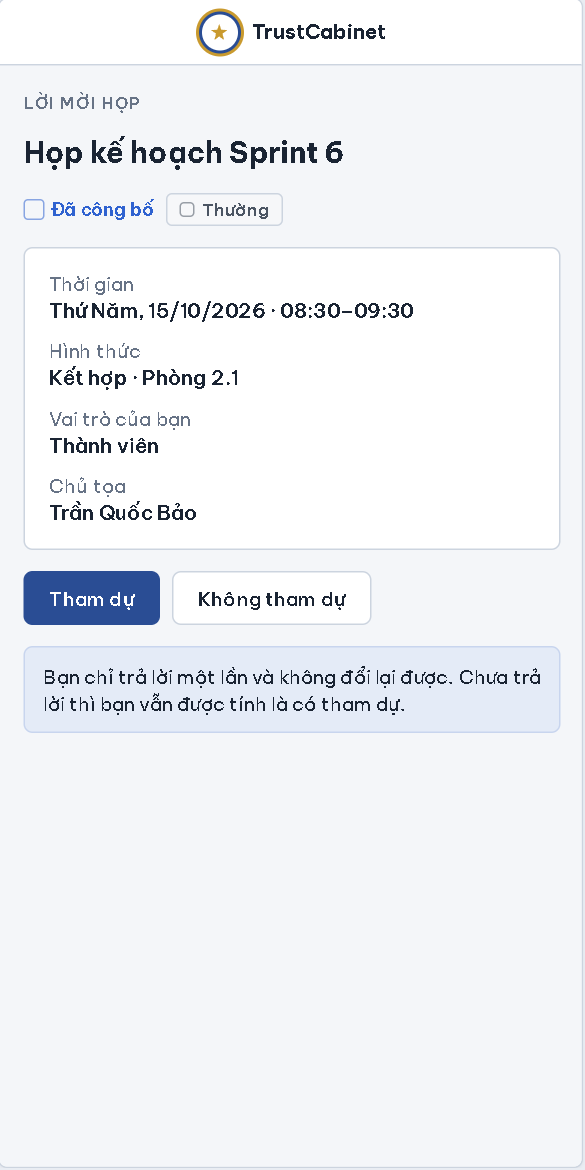 TrustCabinet
LỜI MỜI HỌP
Họp kế hoạch Sprint 6
Đã công bố
Thường
Thời gian
Thứ Năm, 15/10/2026 · 08:30–09:30
Hình thức
Kết hợp · Phòng 2.1
Vai trò của bạn
Thành viên
Chủ tọa
Trần Quốc Bảo
Tham dự
Không tham dự
Bạn chỉ trả lời một lần và không đổi lại được. Chưa trả
lời thì bạn vẫn được tính là có tham dự.